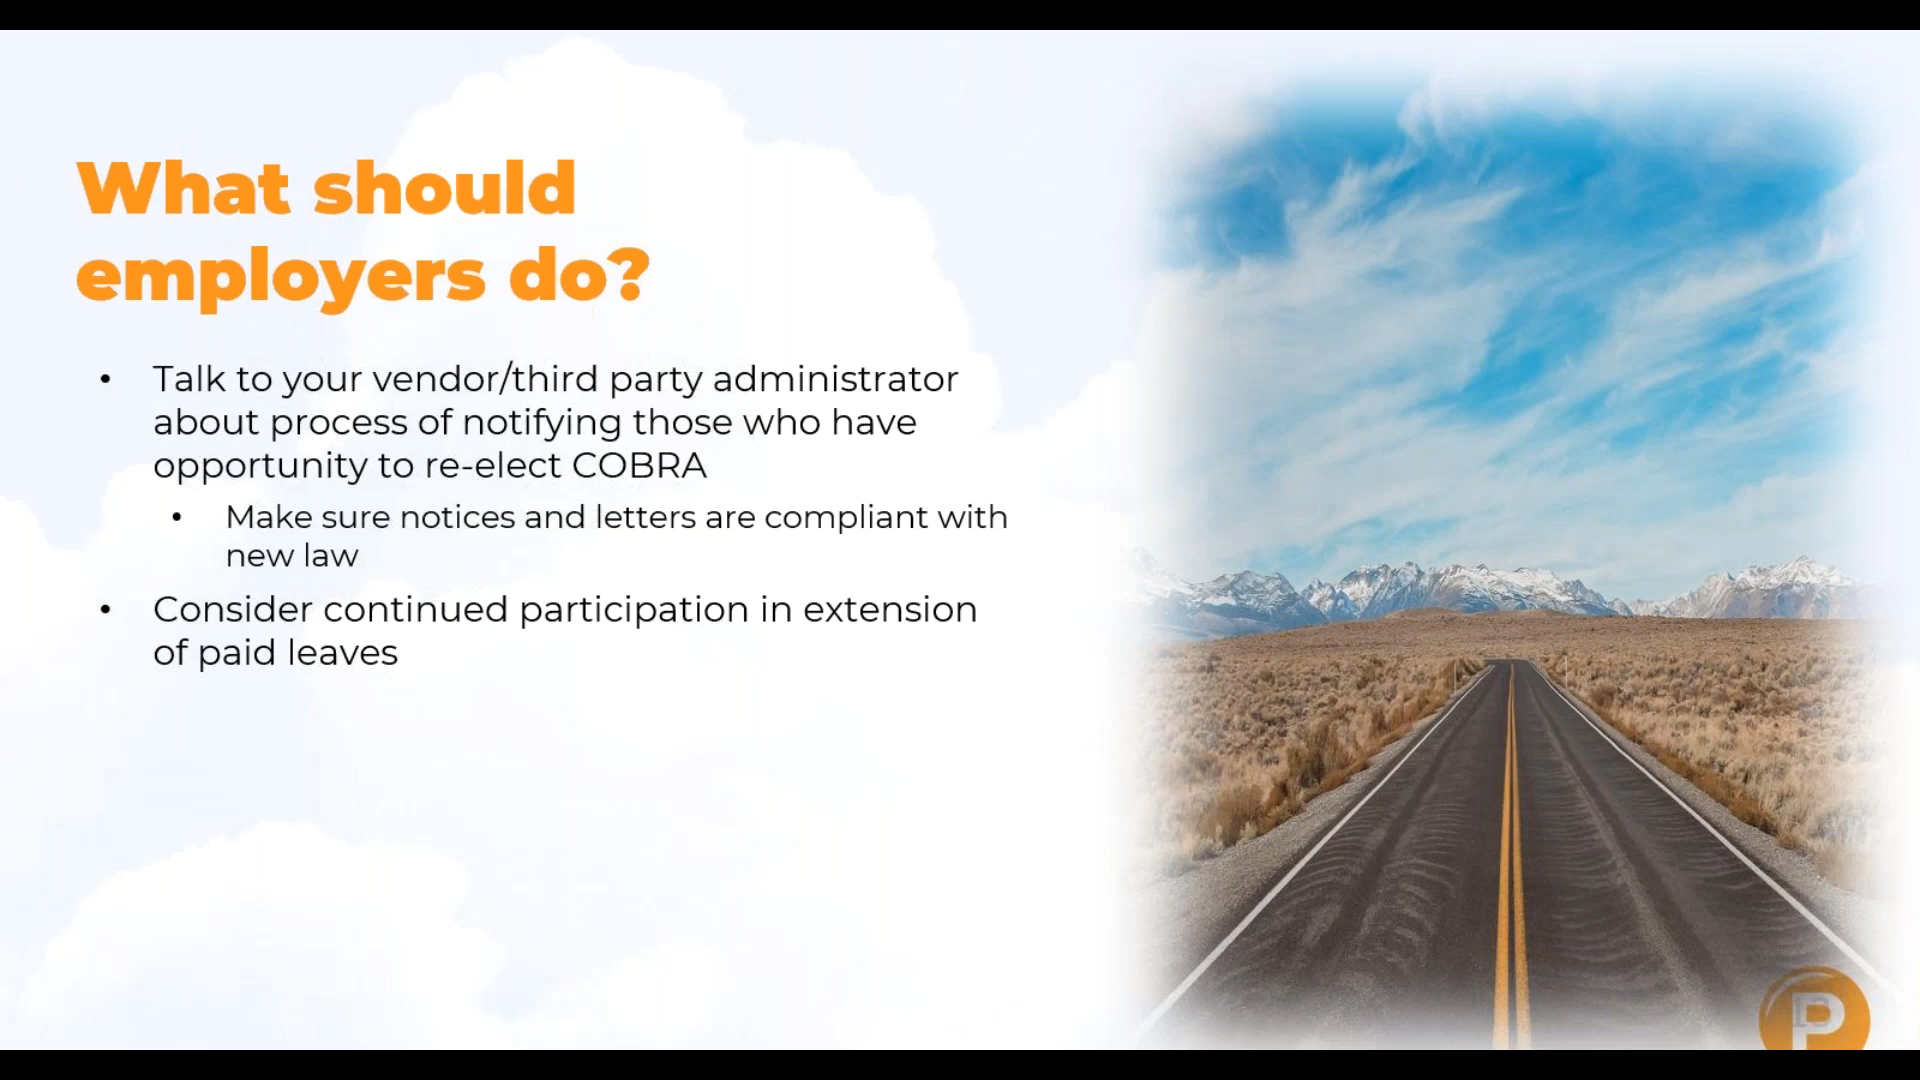 What should
employers do?
• Talk to your vendor/third party administrator
about process of notifying those who have
opportunity to re-elect COBRA
• Make sure notices and letters are compliant with
new law
• Consider continued participation in extension
of paid leaves
P